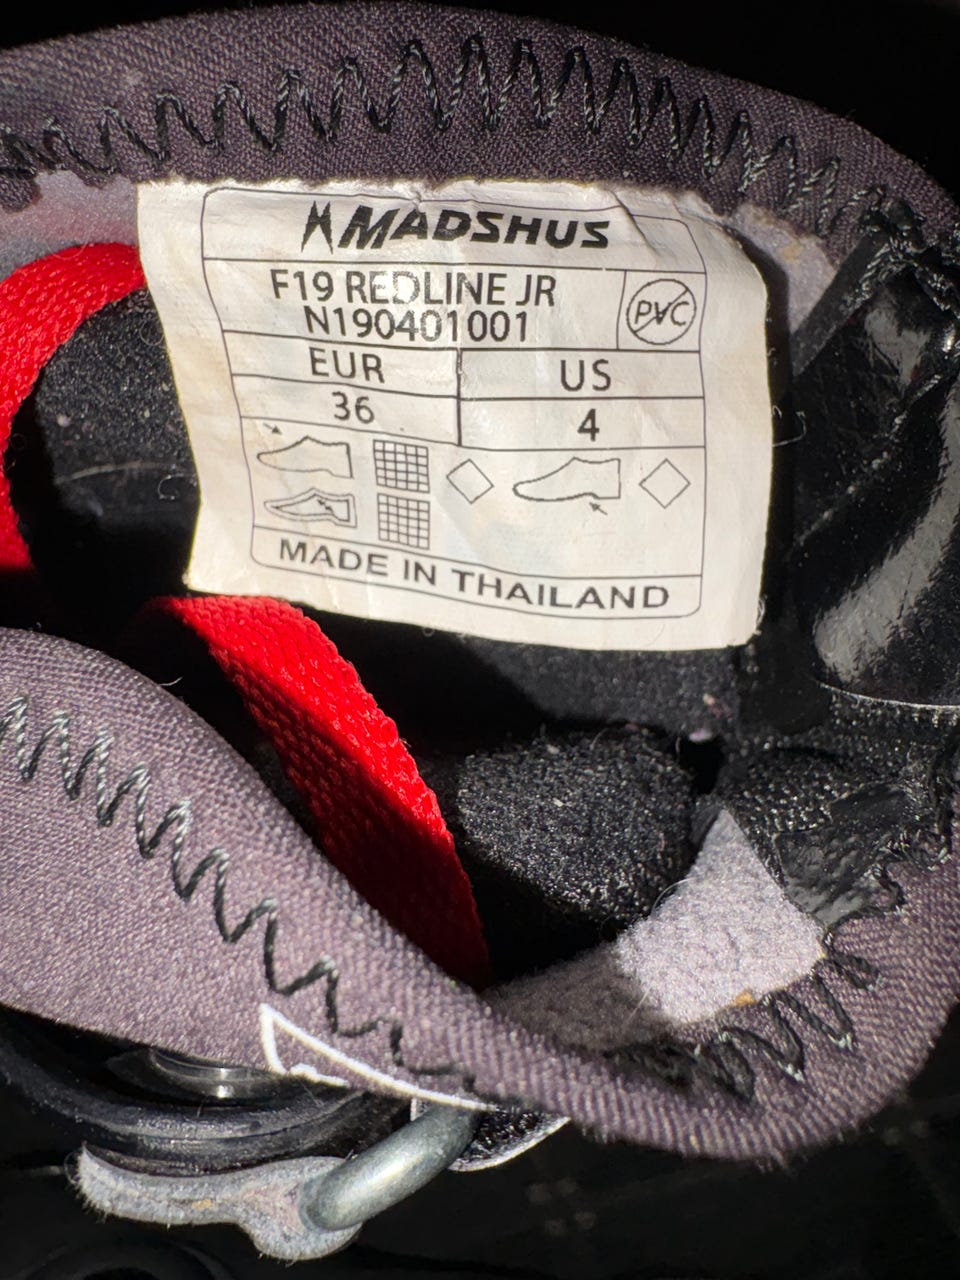 MADSHUS
F19 REDLINE JR
N190401001
PVC
EUR
US
36
4
MADE IN THAILAND